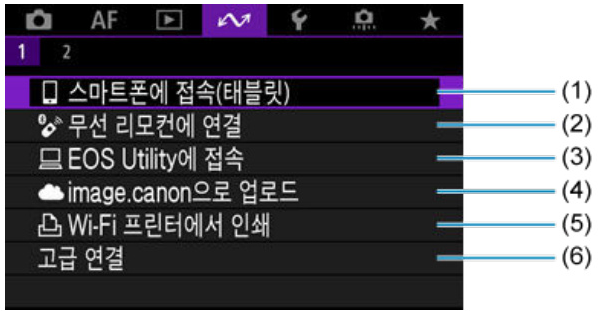 AF
1 2
스마트폰에 접속(태블릿) (1)
무선 리모컨에 연결 (2)
EOS Utility에 접속 (3)
image.canon으로 업로드 (4)
Wi-Fi 프린터에서 인쇄 (5)
고급 연결 (6)